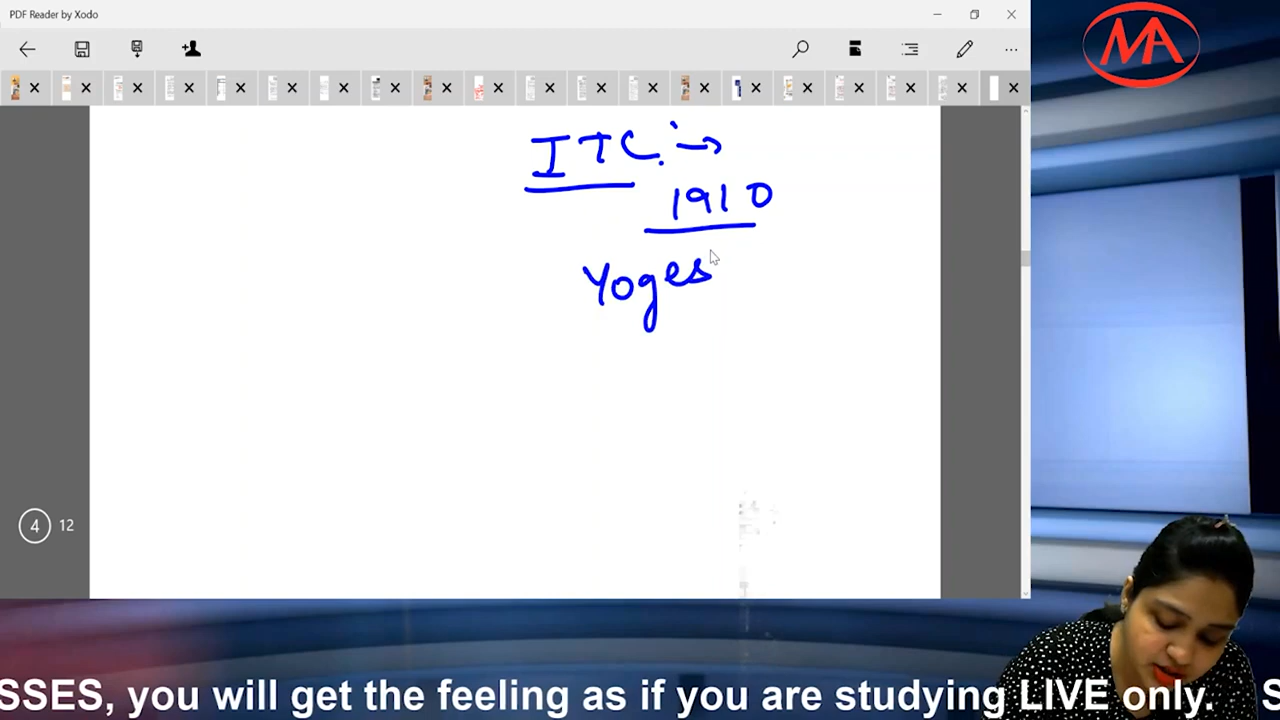 PDF Reader by Xodo
MA
ITC :→
1910
Yoges
4 12
SSES, you will get the feeling as if you are studying LIVE only. S